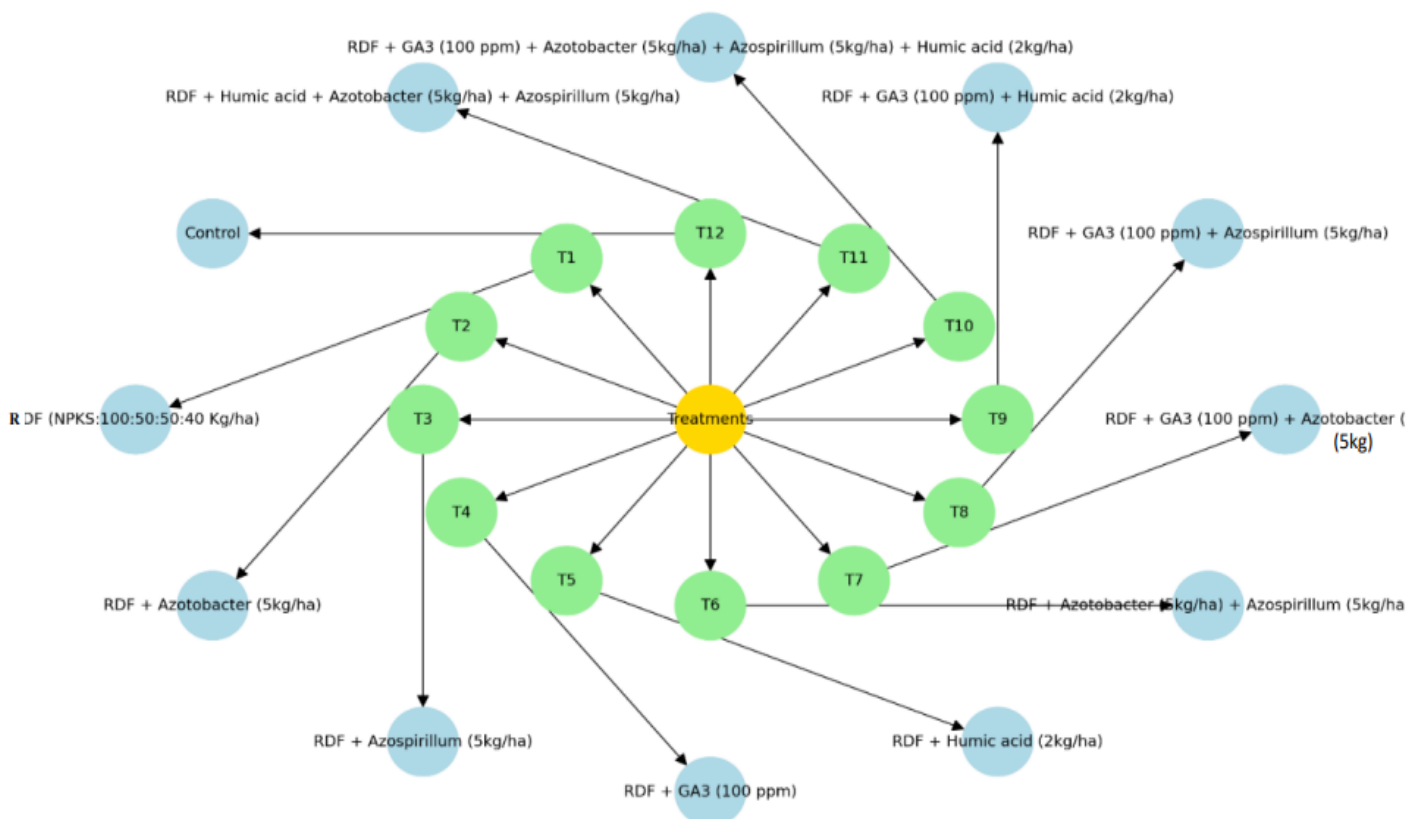 RDF + GA3 (100 ppm) + Azotobacter (5kg/ha) + Azospirillum (5kg/ha) + Humic acid (2kg/ha)
RDF + Humic acid + Azotobacter (5kg/ha) + Azospirillum (5kg/ha)
RDF + GA3 (100 ppm) + Humic acid (2kg/ha)
Control
T12
RDF + GA3 (100 ppm) + Azospirillum (5kg/ha)
T1
T11
T2
T10
R DF (NPKS:100:50:50:40 Kg/ha)
T3
Treatments
T9
RDF + GA3 (100 ppm) + Azotobacter (
(5kg)
T4
T8
T5
T7
RDF + Azotobacter (5kg/ha)
T6
RDF + Azotobacter (5kg/ha) + Azospirillum (5kg/ha
RDF + Azospirillum (5kg/ha)
RDF + Humic acid (2kg/ha)
RDF + GA3 (100 ppm)